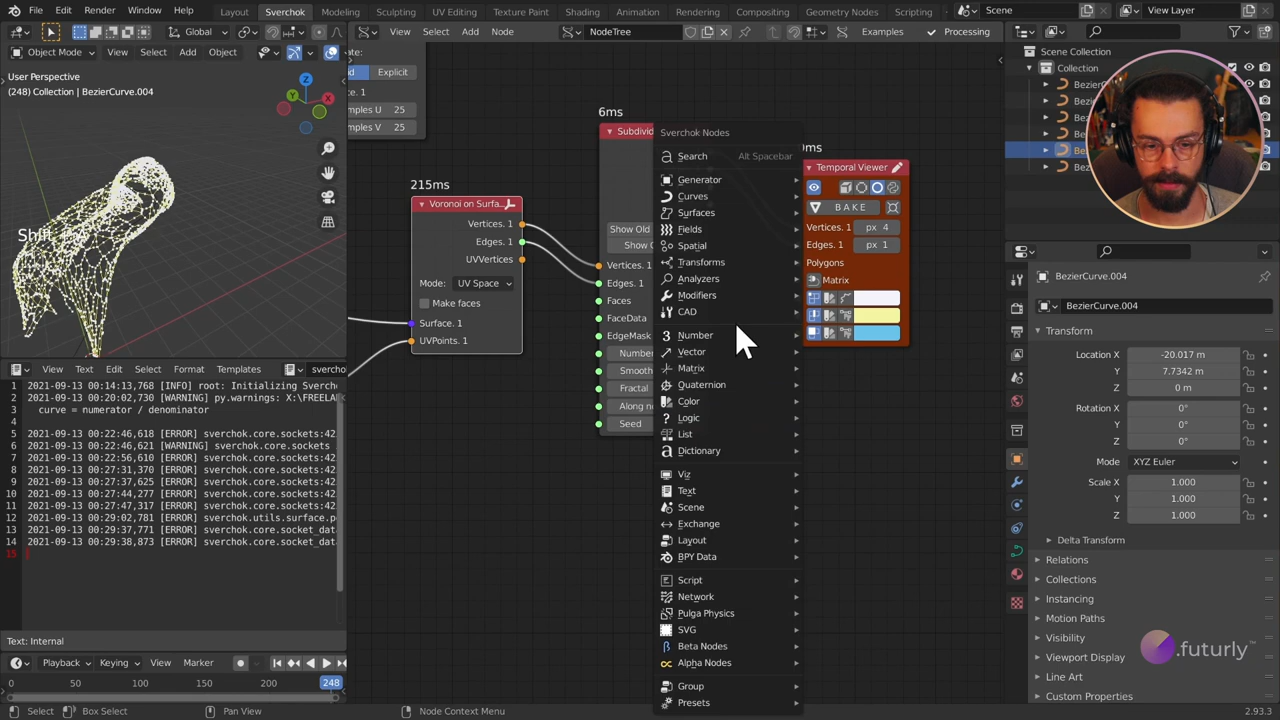 File Edit Render Window Help
Layout Sverchok Modeling Sculpting UV Editing Texture Paint Shading Animation Rendering Compositing Geometry Nodes Scripting
Scene
View Layer
Global
View Select Add Node
NodeTree
Examples
Processing
Object Mode View Select Add Object
User Perspective
(248) Collection | BezierCurve.004
Explicit
mples U 25
mples V 25
6ms
Subdivid
Show Old
Show O
Vertices. 1
Edges. 1
Faces
FaceData
EdgeMask
Number
Smooth
Fractal
Along no
Seed
215ms
Voronoi on Surfa...
Vertices. 1
Edges. 1
UVVertices
Mode: UV Space
Make faces
Surface. 1
UVPoints. 1
Sverchok Nodes
Search Alt Spacebar
Generator
Curves
Surfaces
Fields
Spatial
Transforms
Analyzers
Modifiers
CAD
Number
Vector
Matrix
Quaternion
Color
Logic
List
Dictionary
Viz
Text
Scene
Exchange
Layout
BPY Data
Script
Network
Pulga Physics
SVG
Beta Nodes
Alpha Nodes
Group
Presets
Temporal Viewer
BAKE
Vertices. 1 px 4
Edges. 1 px 1
Polygons
Matrix
View Text Edit Select Format Templates sverchok
1 2021-09-13 00:14:13,768 [INFO] root: Initializing Sverch
2 2021-09-13 00:20:02,730 [WARNING] py.warnings: X:\FREELA
3 curve = numerator / denominator
4
5 2021-09-13 00:22:46,618 [ERROR] sverchok.core.sockets:42
6 2021-09-13 00:22:46,618 [WARNING] sverchok.core.sockets
7 2021-09-13 00:22:56,610 [ERROR] sverchok.core.sockets:42
8 2021-09-13 00:27:31,370 [ERROR] sverchok.core.sockets:42
9 2021-09-13 00:27:37,625 [ERROR] sverchok.core.sockets:42
10 2021-09-13 00:27:44,277 [ERROR] sverchok.core.sockets:42
11 2021-09-13 00:27:47,317 [ERROR] sverchok.core.sockets:42
12 2021-09-13 00:29:02,781 [ERROR] sverchok.utils.surface.p
13 2021-09-13 00:29:37,771 [ERROR] sverchok.core.socket_dat
14 2021-09-13 00:29:38,873 [ERROR] sverchok.core.socket_dat
15
Text: Internal
Playback Keying View Marker
0 100 200 248
Select Box Select Pan View Node Context Menu 2.93.3
Scene Collection
Collection
BezierCurve.004
BezierCurve.004
Transform
Location X -20.017 m
Y 7.7342 m
Z 0 m
Rotation X 0°
Y 0°
Z 0°
Mode XYZ Euler
Scale X 1.000
Y 1.000
Z 1.000
Delta Transform
Relations
Collections
Instancing
Motion Paths
Visibility
Viewport Display
Line Art
Custom Properties
.futurly